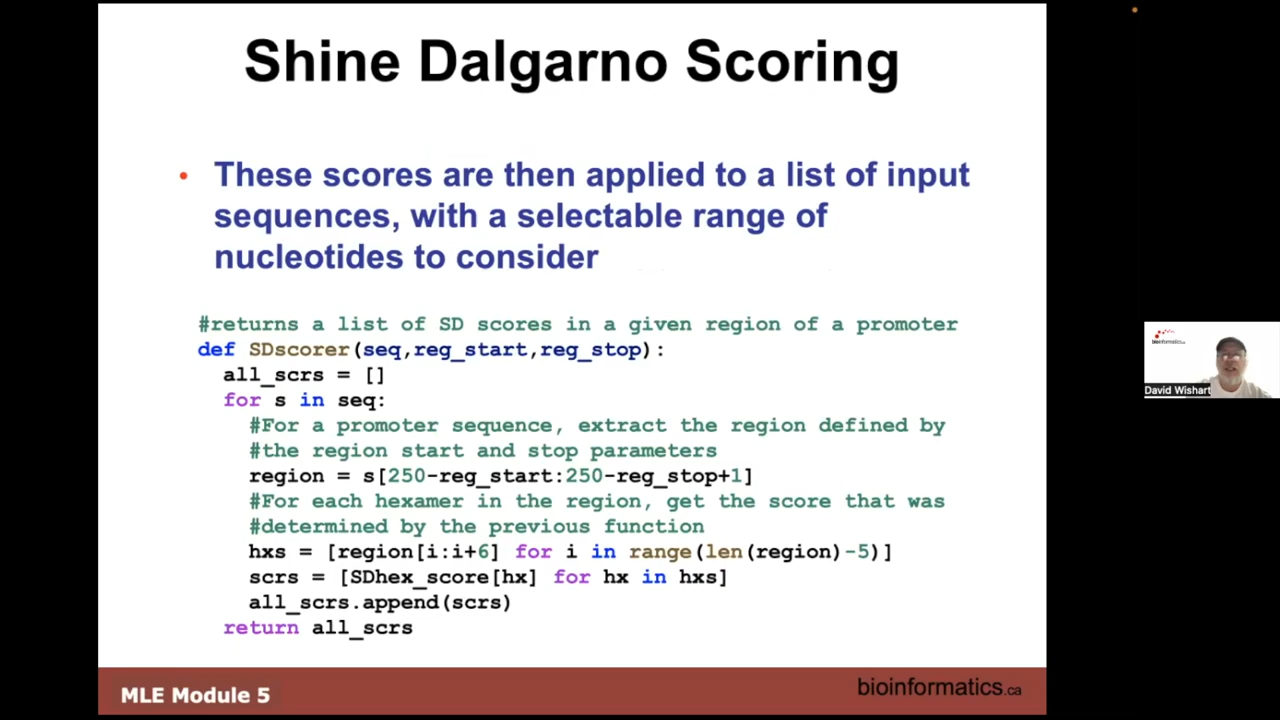 Shine Dalgarno Scoring
• These scores are then applied to a list of input
sequences, with a selectable range of
nucleotides to consider
#returns a list of SD scores in a given region of a promoter
def SDscorer(seq,reg_start,reg_stop):
all_scrs = []
for s in seq:
#For a promoter sequence, extract the region defined by
#the region start and stop parameters
region = s[250-reg_start:250-reg_stop+1]
#For each hexamer in the region, get the score that was
#determined by the previous function
hxs = [region[i:i+6] for i in range(len(region)-5)]
scrs = [SDhex_score[hx] for hx in hxs]
all_scrs.append(scrs)
return all_scrs
bioinformatics.ca
David Wishart
MLE Module 5
bioinformatics.ca